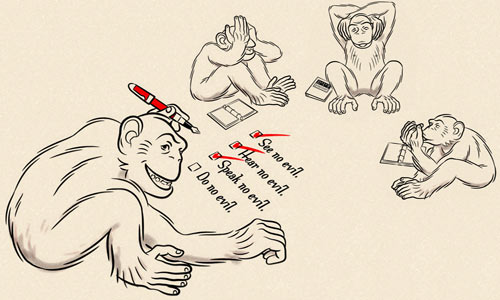 See no evil.
Hear no evil.
Speak no evil.
Do no evil.